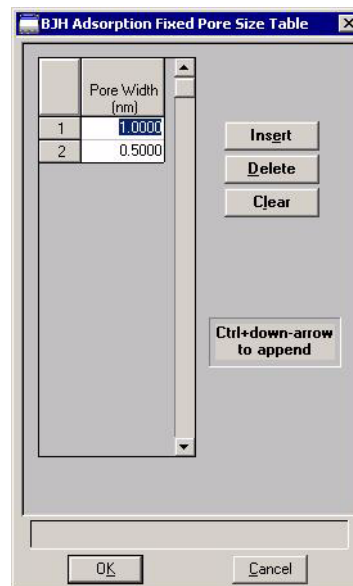 BJH Adsorption Fixed Pore Size Table
Pore Width
(nm)
1 1.0000
2 0.5000
Insert
Delete
Clear
Ctrl+down-arrow
to append
OK
Cancel